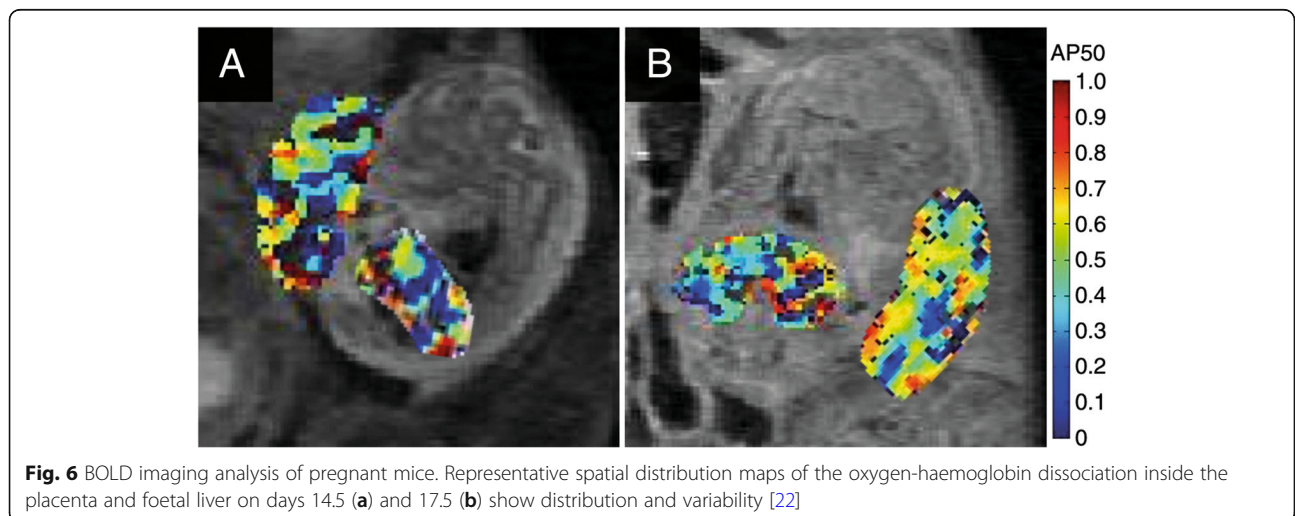 A
B
AP50
1.0
0.9
0.8
0.7
0.6
0.5
0.4
0.3
0.2
0.1
0
Fig. 6 BOLD imaging analysis of pregnant mice. Representative spatial distribution maps of the oxygen-haemoglobin dissociation inside the
placenta and foetal liver on days 14.5 (a) and 17.5 (b) show distribution and variability [22]